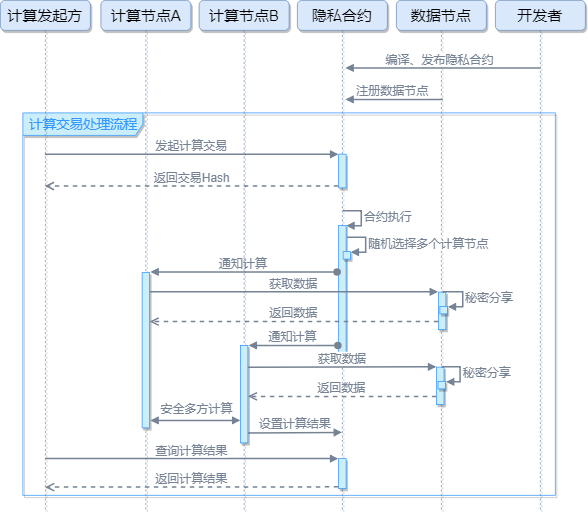 计算发起方
计算节点A
计算节点B
隐私合约
数据节点
开发者
编译、发布隐私合约
注册数据节点
计算交易处理流程
发起计算交易
返回交易Hash
合约执行
随机选择多个计算节点
通知计算
获取数据
秘密分享
返回数据
通知计算
获取数据
秘密分享
返回数据
安全多方计算
设置计算结果
查询计算结果
返回计算结果